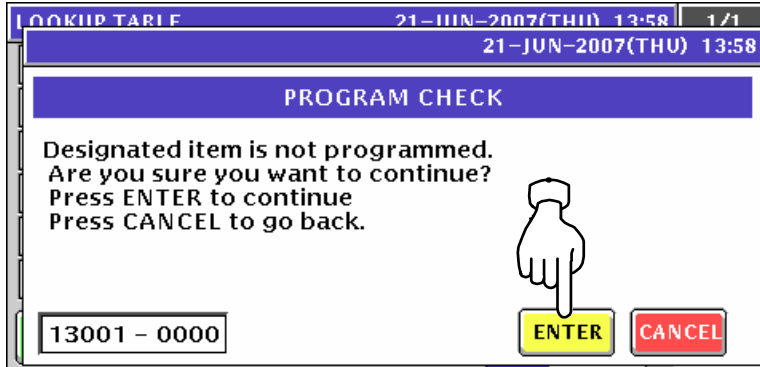 LOOKUP TABLE 21-JUN-2007(THU) 13:58 1/1
21-JUN-2007(THU) 13:58
PROGRAM CHECK
Designated item is not programmed.
Are you sure you want to continue?
Press ENTER to continue
Press CANCEL to go back.
13001 - 0000
ENTER CANCEL